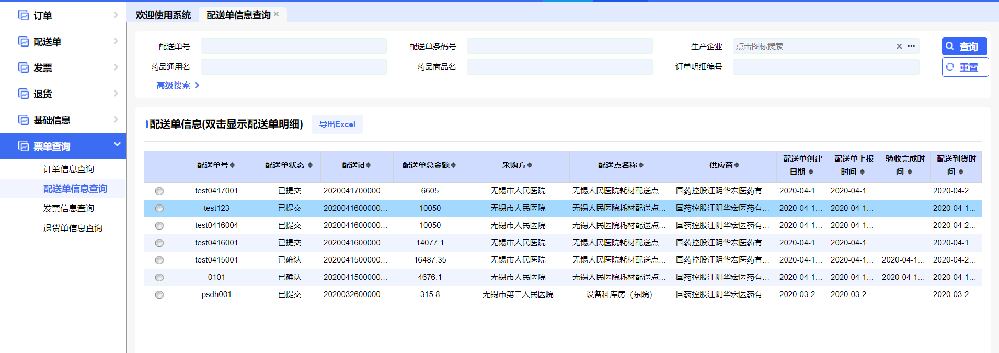 订单
配送单
发票
退货
基础信息
票单查询
订单信息查询
配送单信息查询
发票信息查询
退货单信息查询
欢迎使用系统 配送单信息查询
配送单号 配送单条码号 生产企业 点击图标搜索 查询
药品通用名 药品商品名 订单明细编号 重置
高级搜索
配送单信息(双击显示配送单明细) 导出Excel
配送单号 配送单状态 配送id 配送单总金额 采购方 配送点名称 供应商 配送单创建日期 配送单上报时间 验收完成时间 配送到货时间
test0417001 已提交 2020041700000... 6605 无锡市人民医院 无锡人民医院耗材配送点... 国药控股江阴华宏医药有... 2020-04-1... 2020-04-1... 2020-04-2...
test123 已提交 2020041600000... 10050 无锡市人民医院 无锡人民医院耗材配送点... 国药控股江阴华宏医药有... 2020-04-1... 2020-04-1... 2020-04-1...
test0416004 已提交 2020041600000... 10050 无锡市人民医院 无锡人民医院耗材配送点... 国药控股江阴华宏医药有... 2020-04-1... 2020-04-1... 2020-04-2...
test0416001 已提交 2020041600000... 14077.1 无锡市人民医院 无锡人民医院耗材配送点... 国药控股江阴华宏医药有... 2020-04-1... 2020-04-1... 2020-04-1...
test0415001 已确认 2020041500000... 16487.35 无锡市人民医院 无锡人民医院耗材配送点... 国药控股江阴华宏医药有... 2020-04-1... 2020-04-1... 2020-04-1... 2020-04-2...
0101 已确认 2020041500000... 4676.1 无锡市人民医院 无锡人民医院耗材配送点... 国药控股江阴华宏医药有... 2020-04-1... 2020-04-1... 2020-04-1... 2020-04-1...
psdh001 已提交 2020032600000... 315.8 无锡市第二人民医院 设备科库房（东院） 国药控股江阴华宏医药有... 2020-03-2... 2020-03-2... 2020-03-2...